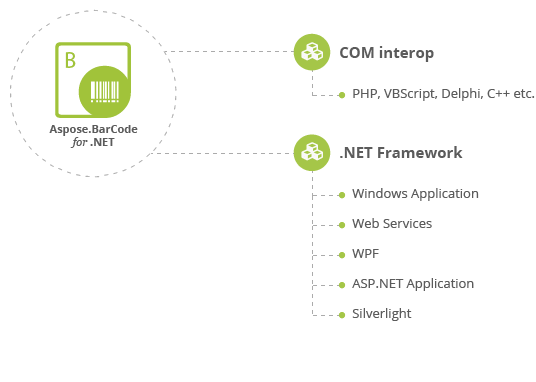 B
Aspose.BarCode
for .NET
COM interop
PHP, VBScript, Delphi, C++ etc.
.NET Framework
Windows Application
Web Services
WPF
ASP.NET Application
Silverlight